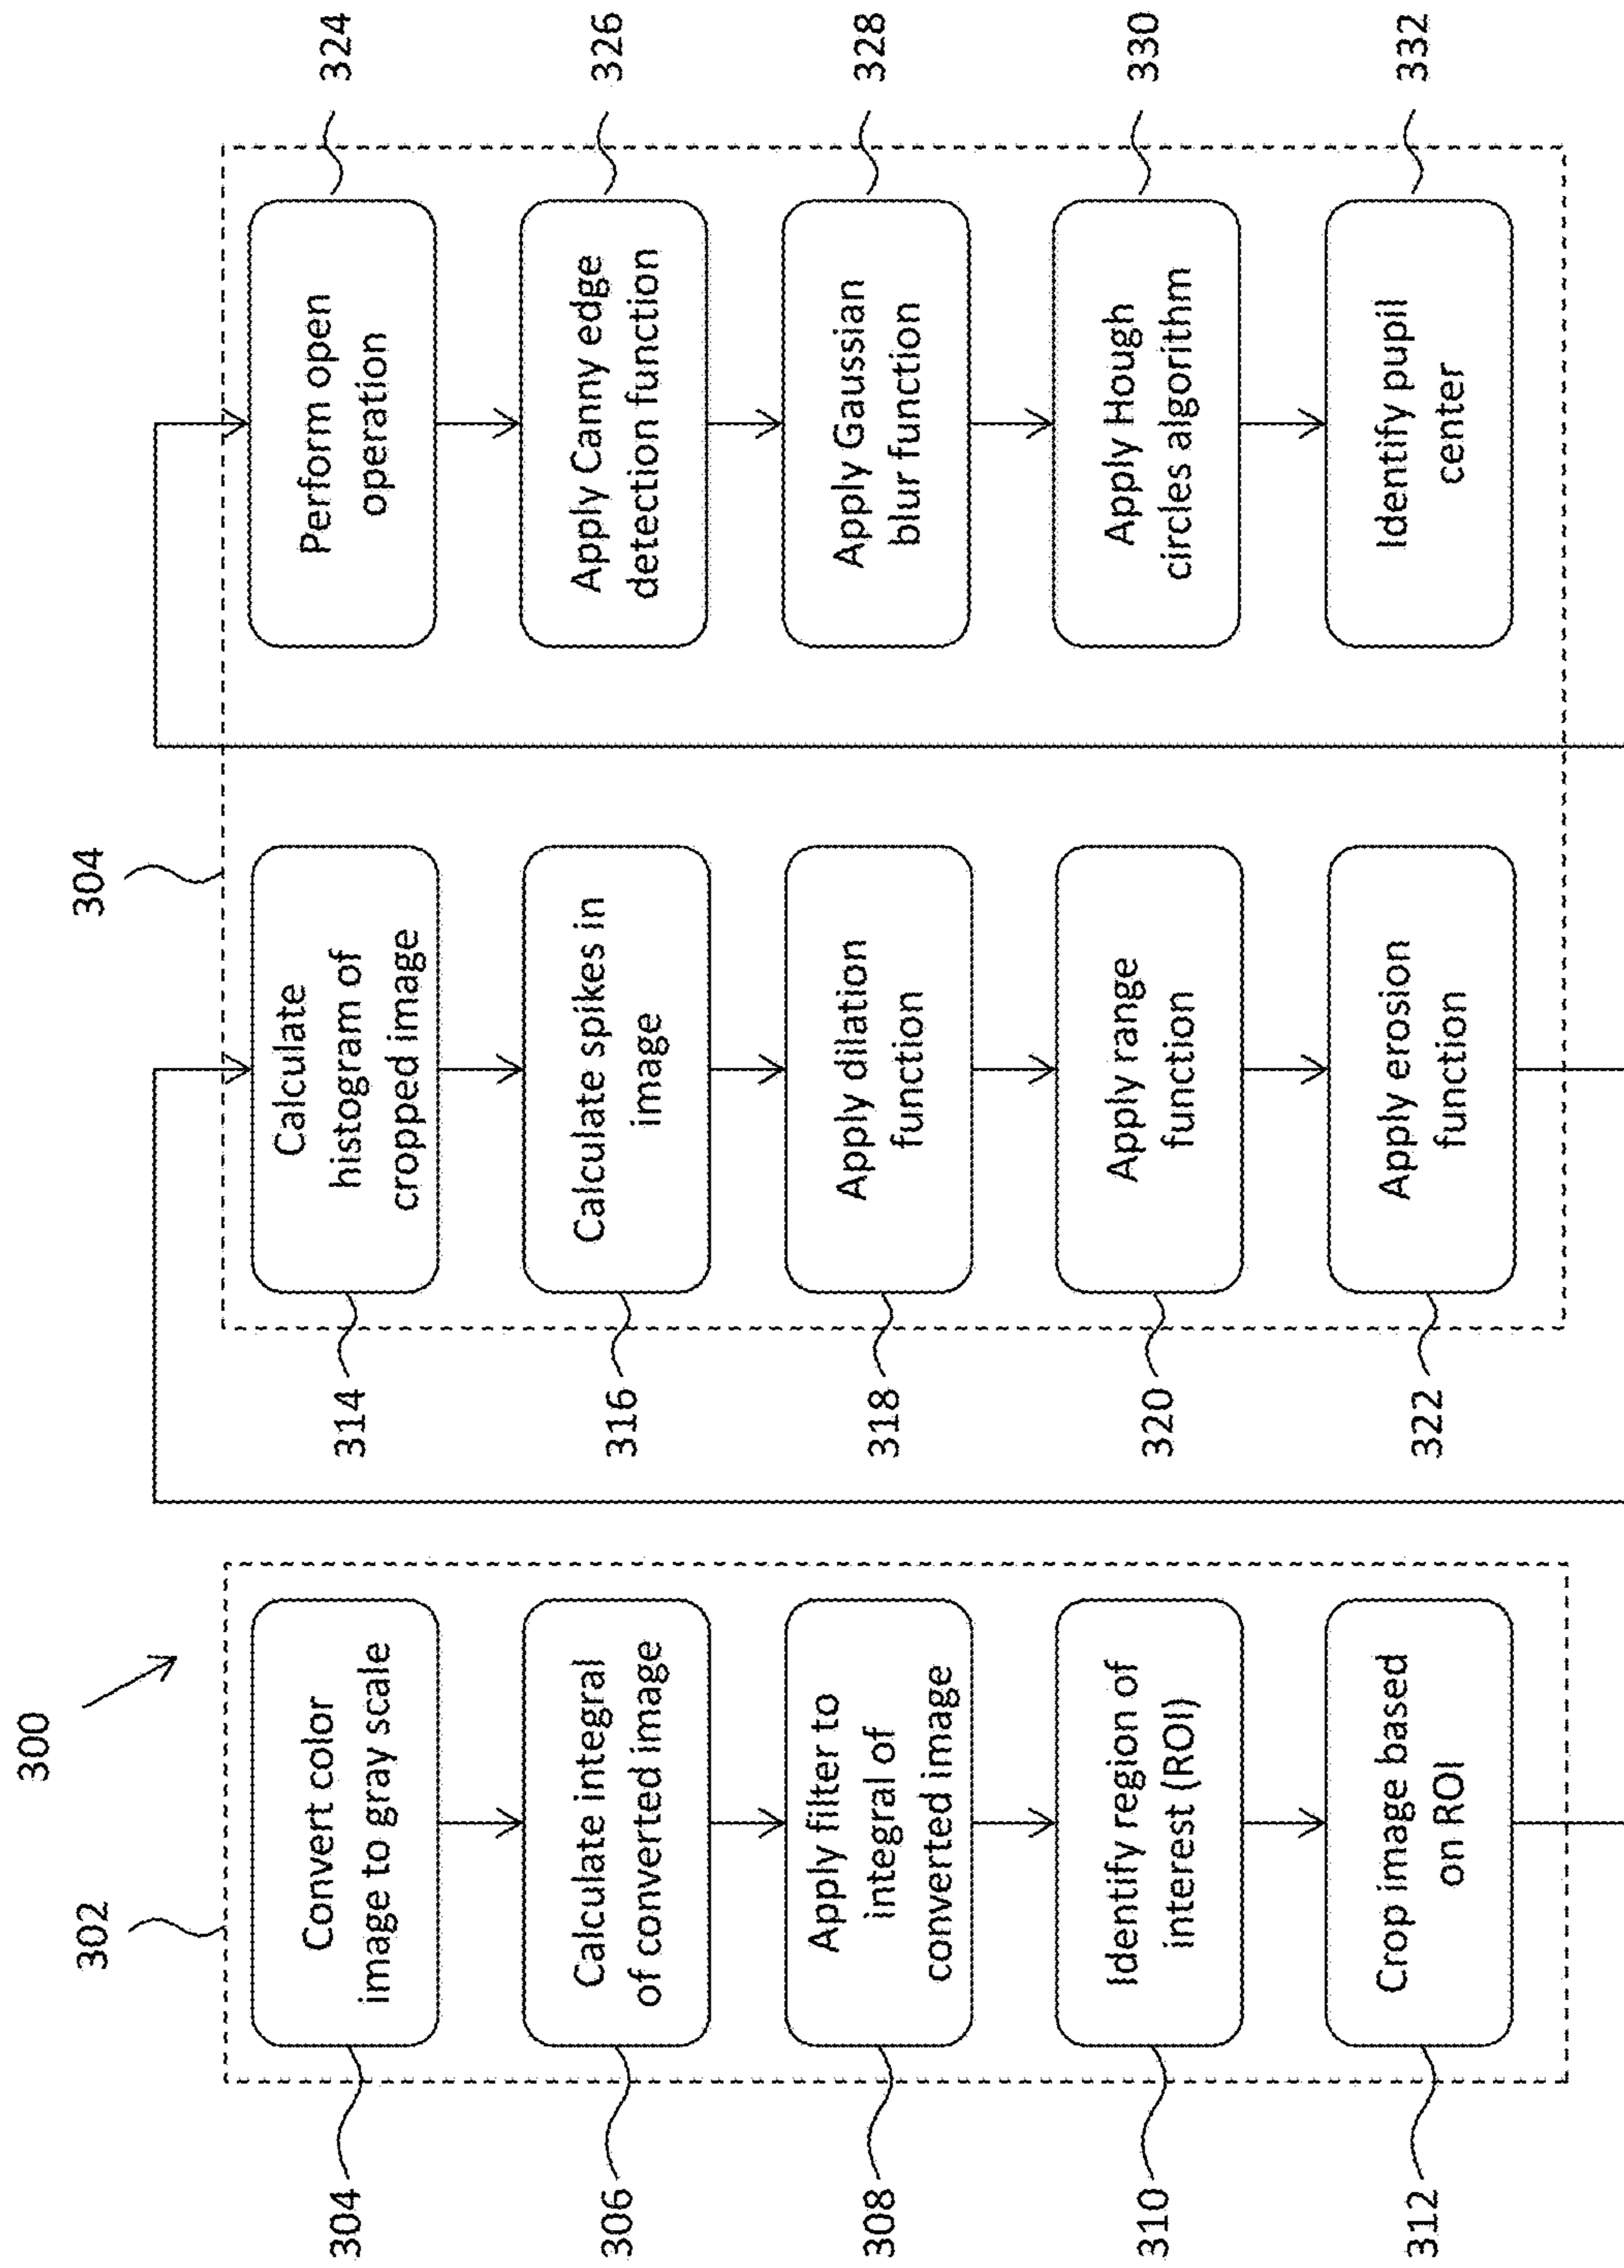 300
302
304
Convert color
image to gray scale
306
Calculate integral
of converted image
308
Apply filter to
integral of
converted image
310
Identify region of
interest (ROI)
312
Crop image based
on ROI
304
314
Calculate
histogram of
cropped image
316
Calculate spikes in
image
318
Apply dilation
function
320
Apply range
function
322
Apply erosion
function
324
Perform open
operation
326
Apply Canny edge
detection function
328
Apply Gaussian
blur function
330
Apply Hough
circles algorithm
332
Identify pupil
center